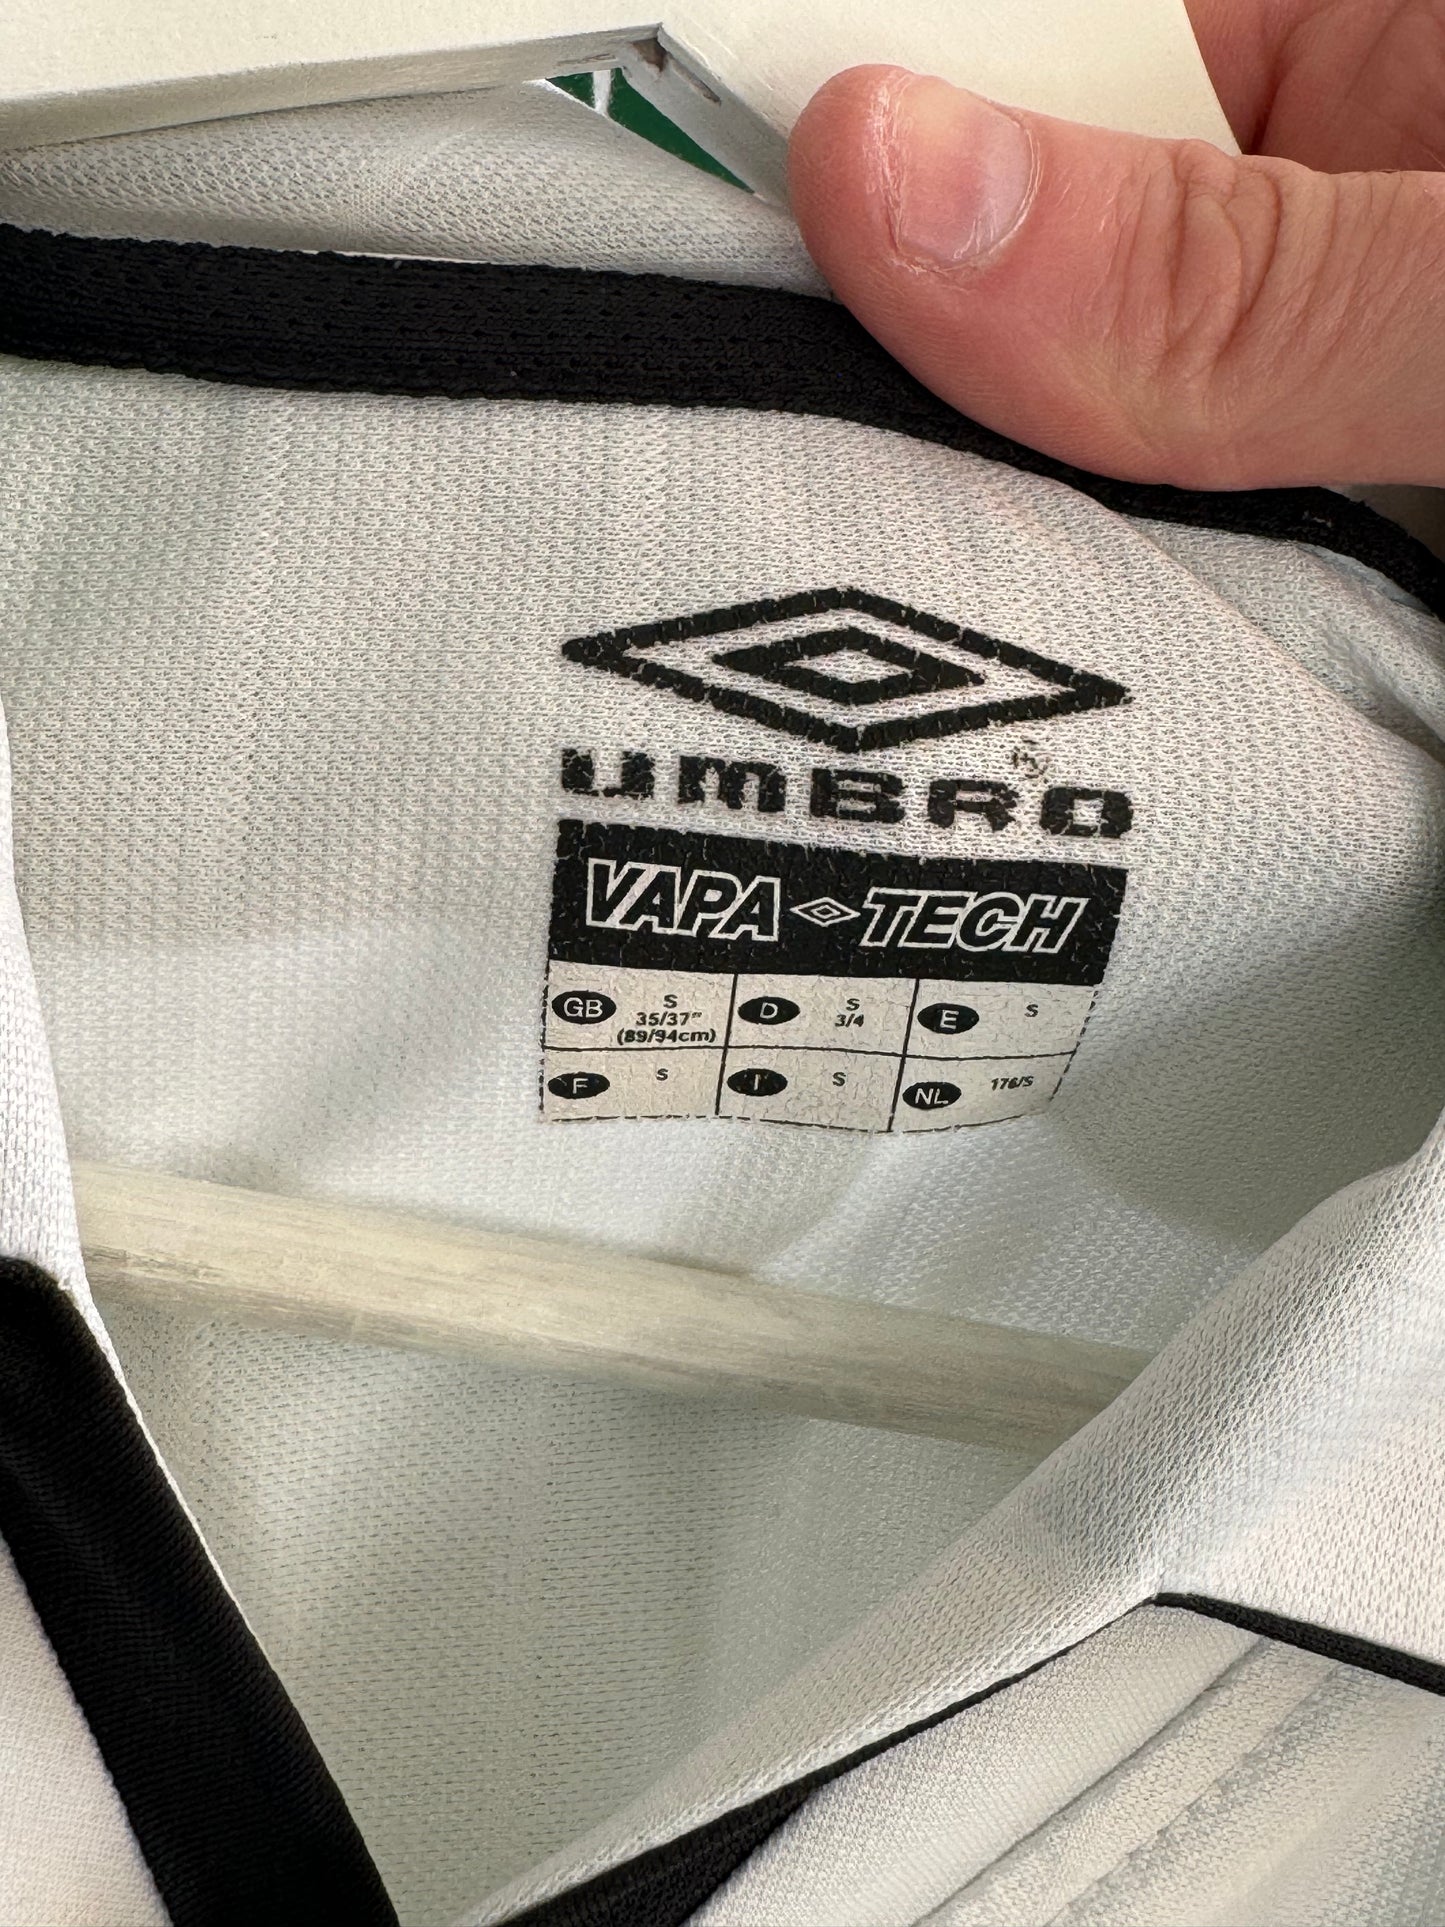 UMBRO
VAPA TECH
GB S 35/37" (89/94cm)
D S 3/4
E S
F S
I S
NL 176/S